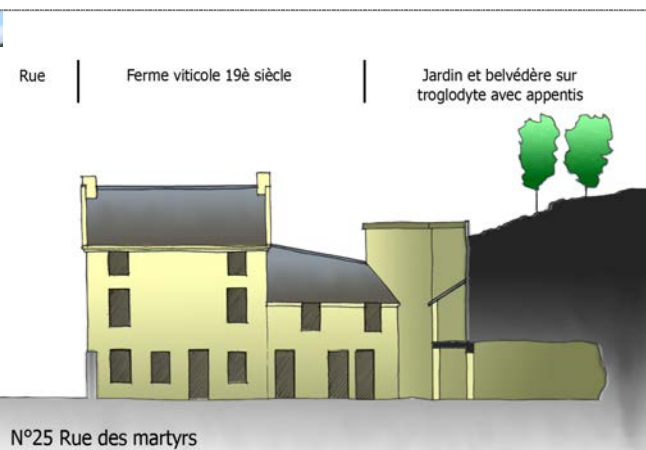 Rue
Ferme viticole 19è siècle
Jardin et belvédère sur
troglodyte avec appentis
N°25 Rue des martyrs